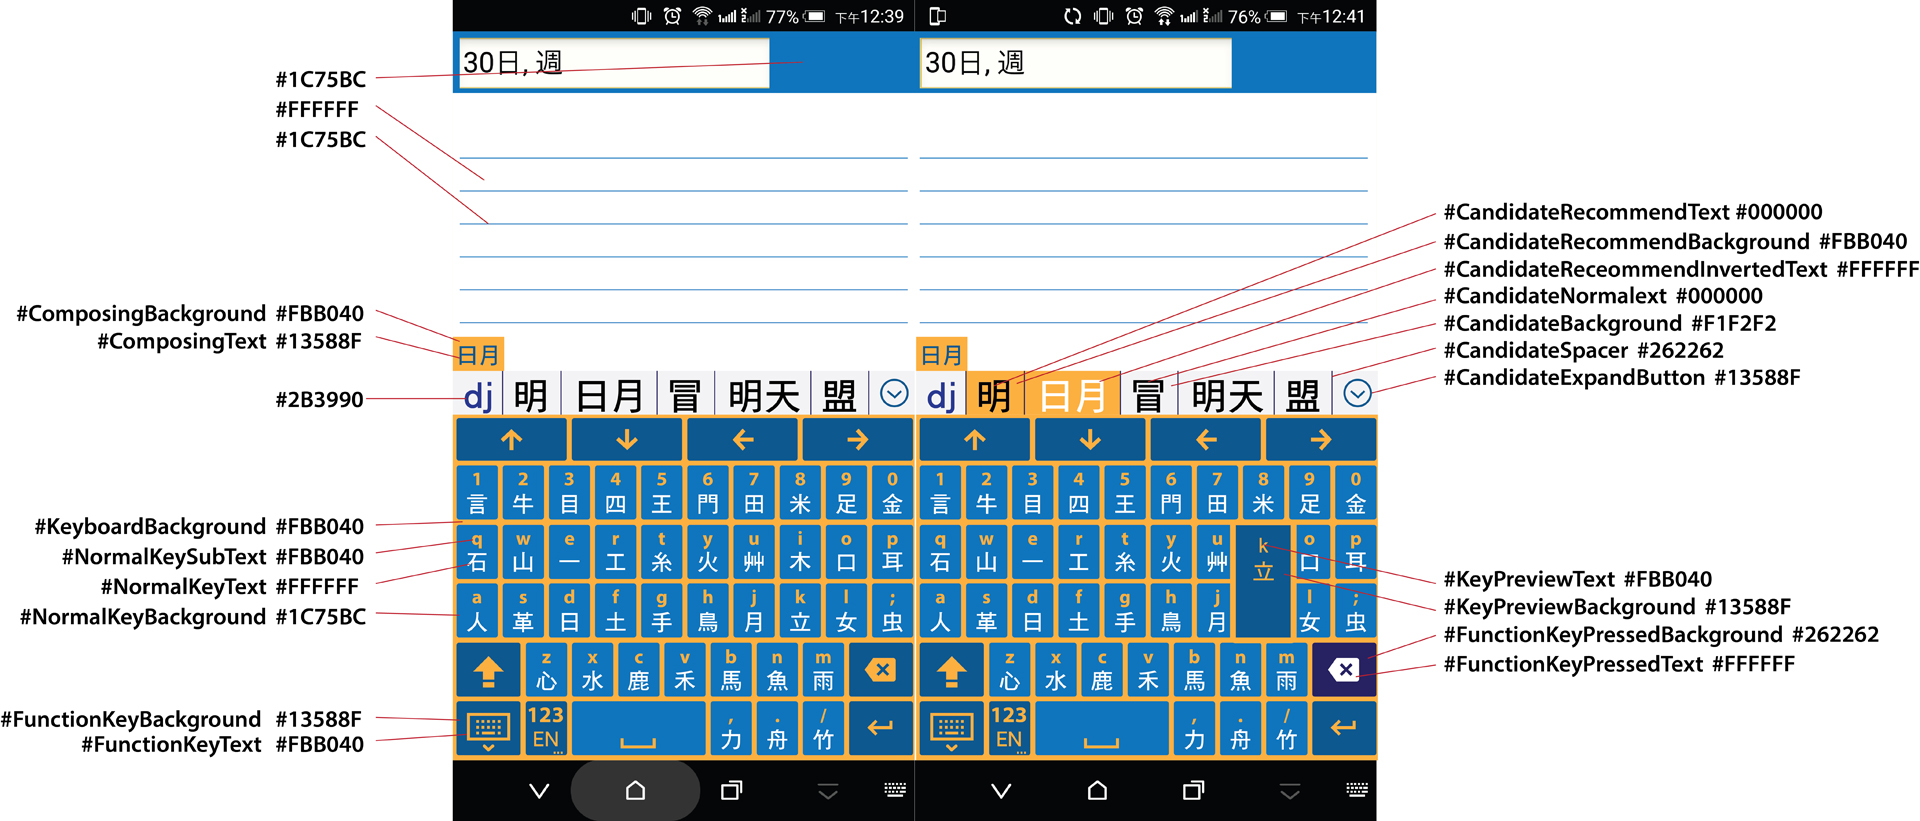 77% 下午12:39
76% 下午12:41
30日, 週
30日, 週
#1C75BC
#FFFFFF
#1C75BC
#ComposingBackground #FBB040
#ComposingText #13588F
#2B3990
#KeyboardBackground #FBB040
#NormalKeySubText #FBB040
#NormalKeyText #FFFFFF
#NormalKeyBackground #1C75BC
#FunctionKeyBackground #13588F
#FunctionKeyText #FBB040
日月
dj 明 日月 冒 明天 盟
↑ ↓ ← →
1 2 3 4 5 6 7 8 9 0
言 牛 目 四 王 門 田 米 足 金
q w e r t y u i o p
石 山 一 工 糸 火 艸 木 口 耳
a s d f g h j k l ;
人 革 日 土 手 鳥 月 立 女 虫
z x c v b n m
心 水 鹿 禾 馬 魚 雨
123 , . /
EN ... 力 舟 竹
日月
dj 明 日月 冒 明天 盟
↑ ↓ ← →
1 2 3 4 5 6 7 8 9 0
言 牛 目 四 王 門 田 米 足 金
q w e r t y u k o p
石 山 一 工 糸 火 艸 立 口 耳
a s d f g h j l ;
人 革 日 土 手 鳥 月 女 虫
z x c v b n m
心 水 鹿 禾 馬 魚 雨
123 , . /
EN ... 力 舟 竹
#CandidateRecommendText #000000
#CandidateRecommendBackground #FBB040
#CandidateReceommendInvertedText #FFFFFF
#CandidateNormalext #000000
#CandidateBackground #F1F2F2
#CandidateSpacer #262262
#CandidateExpandButton #13588F
#KeyPreviewText #FBB040
#KeyPreviewBackground #13588F
#FunctionKeyPressedBackground #262262
#FunctionKeyPressedText #FFFFFF